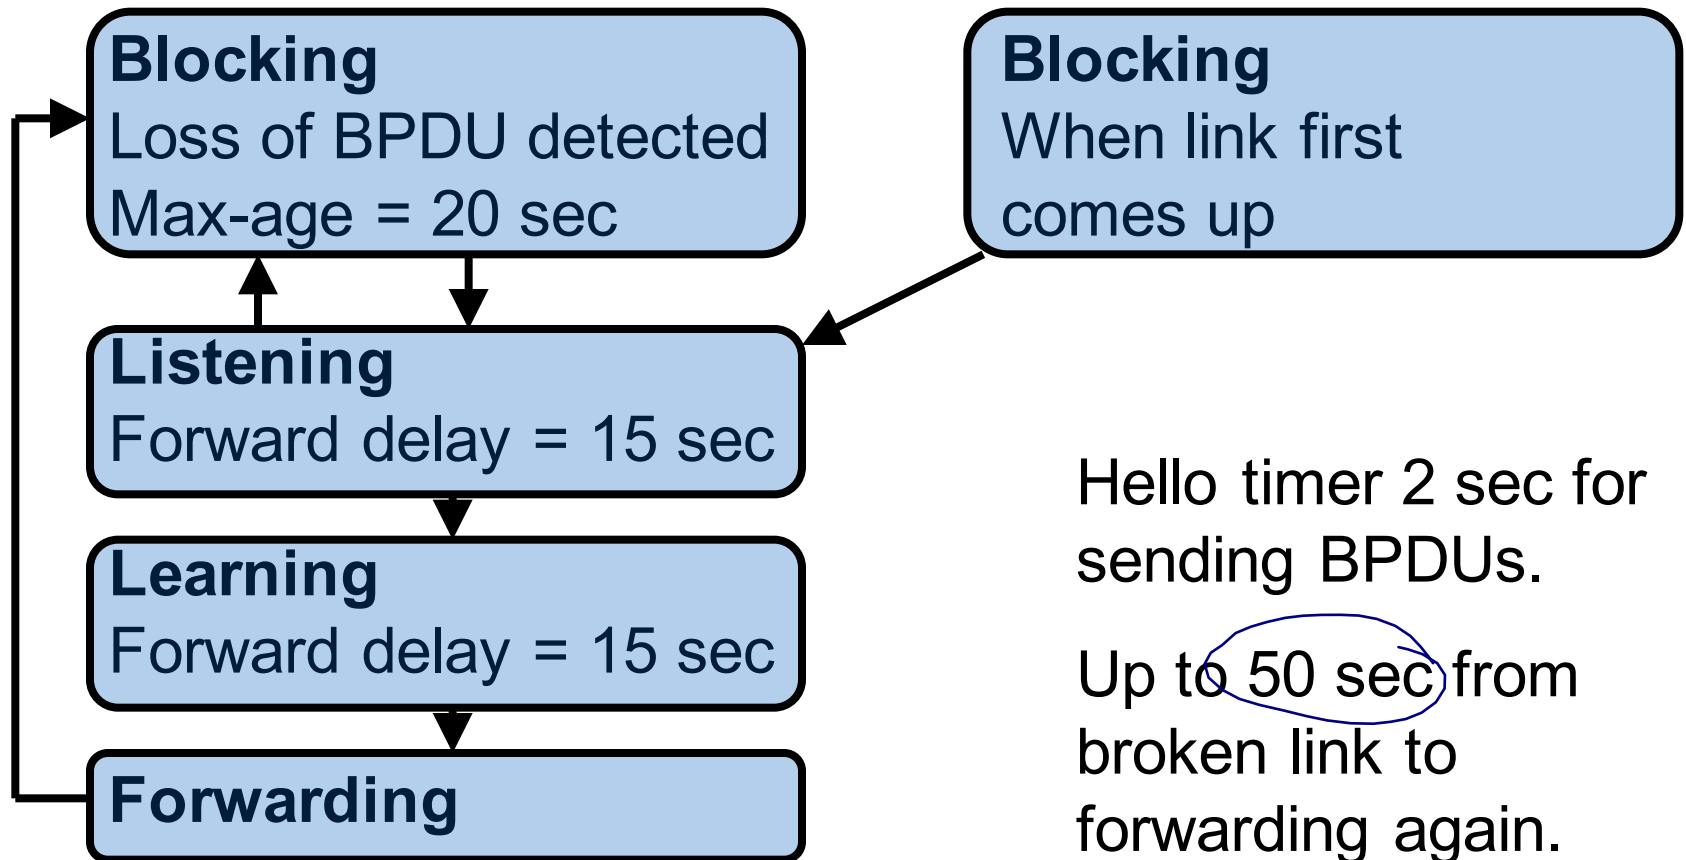 Blocking
Loss of BPDU detected
Max-age = 20 sec
Blocking
When link first
comes up
Listening
Forward delay = 15 sec
Learning
Forward delay = 15 sec
Forwarding
Hello timer 2 sec for
sending BPDUs.
Up to 50 sec from
broken link to
forwarding again.